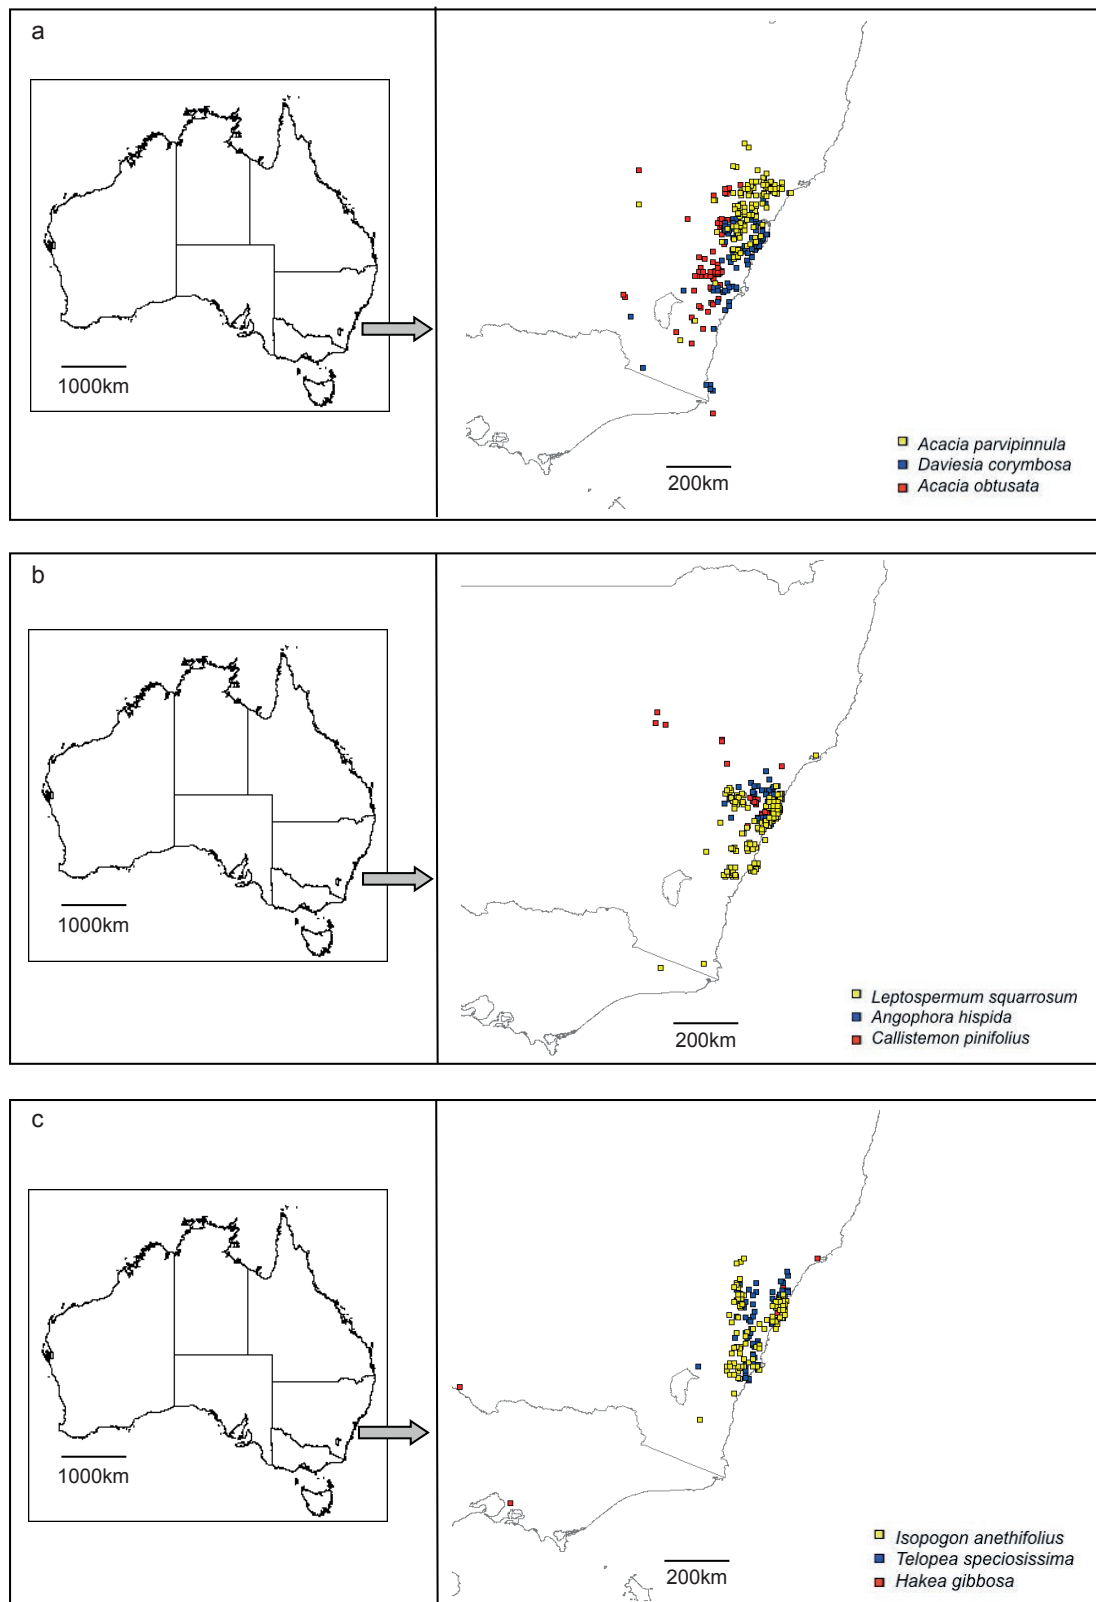 a
1000km
200km
Acacia parvipinnula
Daviesia corymbosa
Acacia obtusata
b
1000km
200km
Leptospermum squarrosum
Angophora hispida
Callistemon pinifolius
c
1000km
200km
Isopogon anethifolius
Telopea speciosissima
Hakea gibbosa